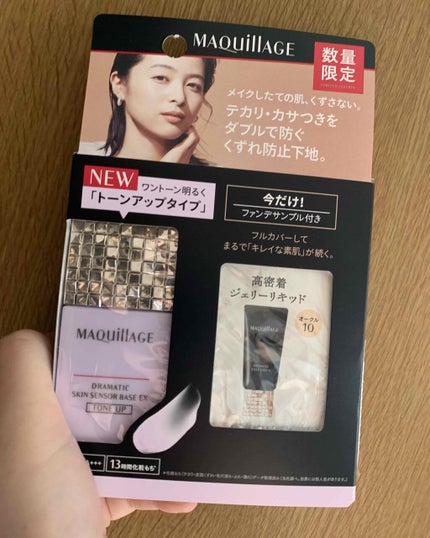 MAQuillAGE
数量
限定
メイクしたての肌、くずさない。
テカリ・カサつきを
ダブルで防ぐ
くずれ防止下地。
NEW
ワントーン明るく
「トーンアップタイプ」
今だけ!
ファンデサンプル付き
フルカバーして
まるで「キレイな素肌」が続く。
高密着
ジェリーリキッド
オークル
10
MAQuillAGE
MAQuillAGE
DRAMATIC
SKIN SENSOR BASE EX
TONE UP
+++
13時間化粧もち*